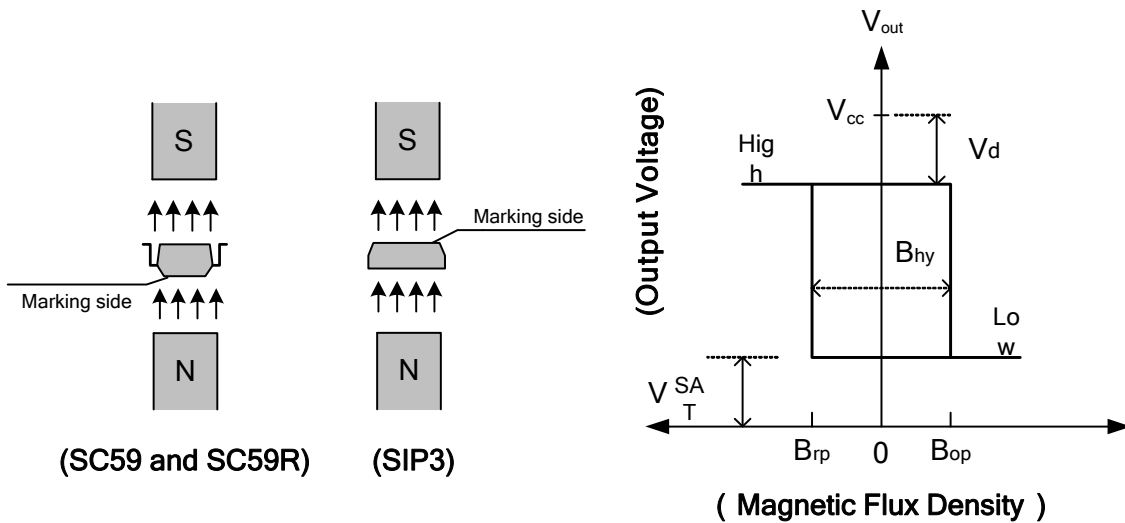 S
Marking side
N
(SC59 and SC59R)
S
Marking side
N
(SIP3)
Vout
Vcc
Vd
Hig
h
(Output Voltage)
Bhy
Lo
w
V SA
T
Brp
0
Bop
( Magnetic Flux Density )